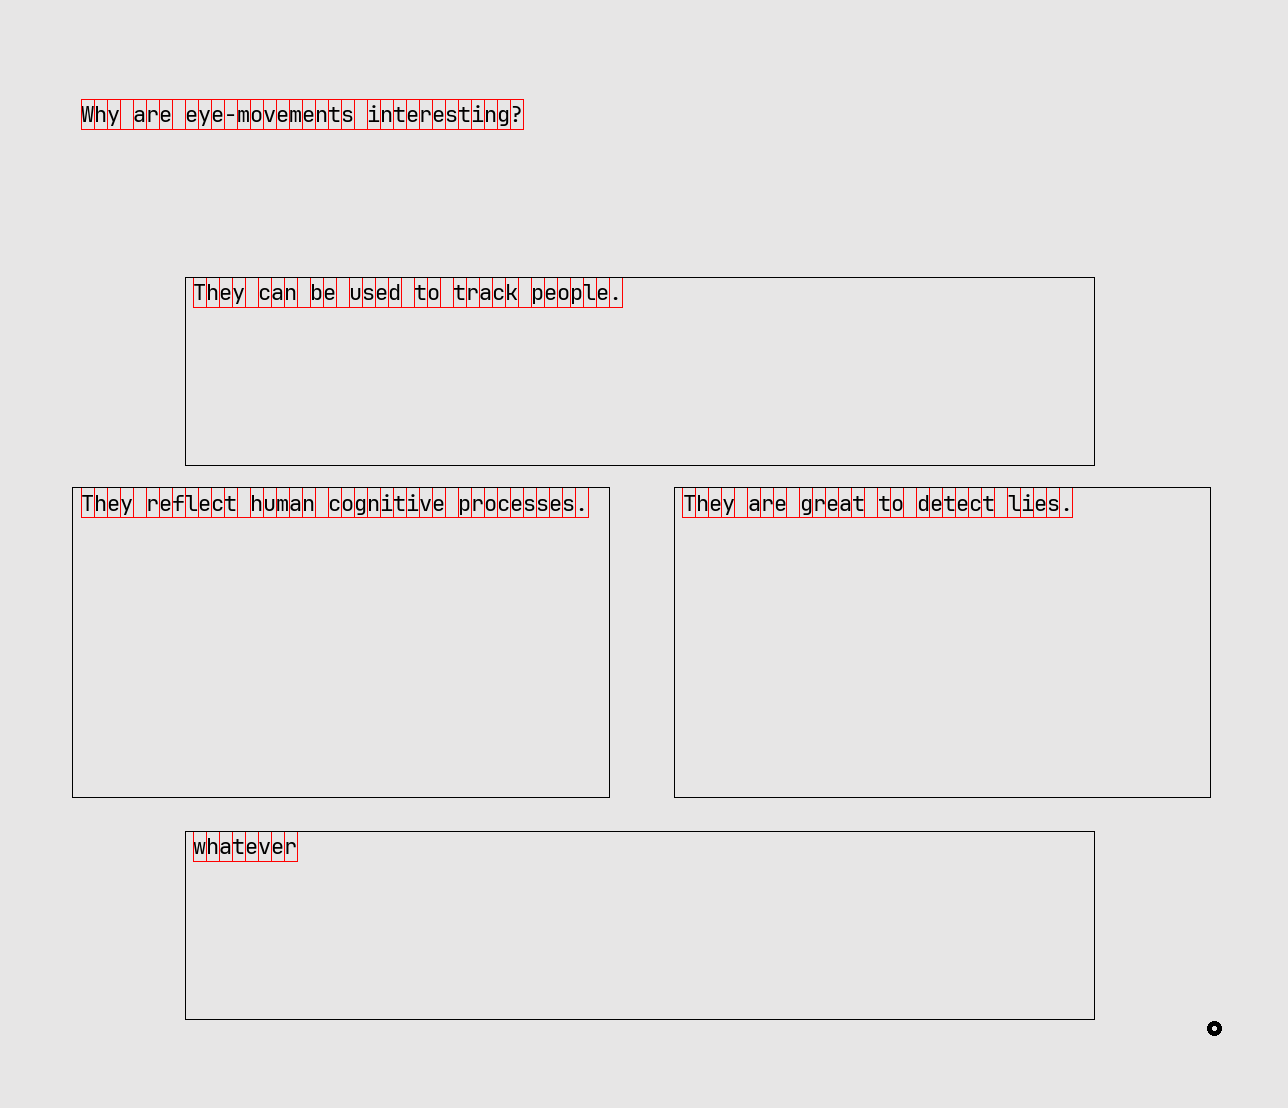 Why are eye-movements interesting?
They can be used to track people.
They reflect human cognitive processes.
They are great to detect lies.
whatever